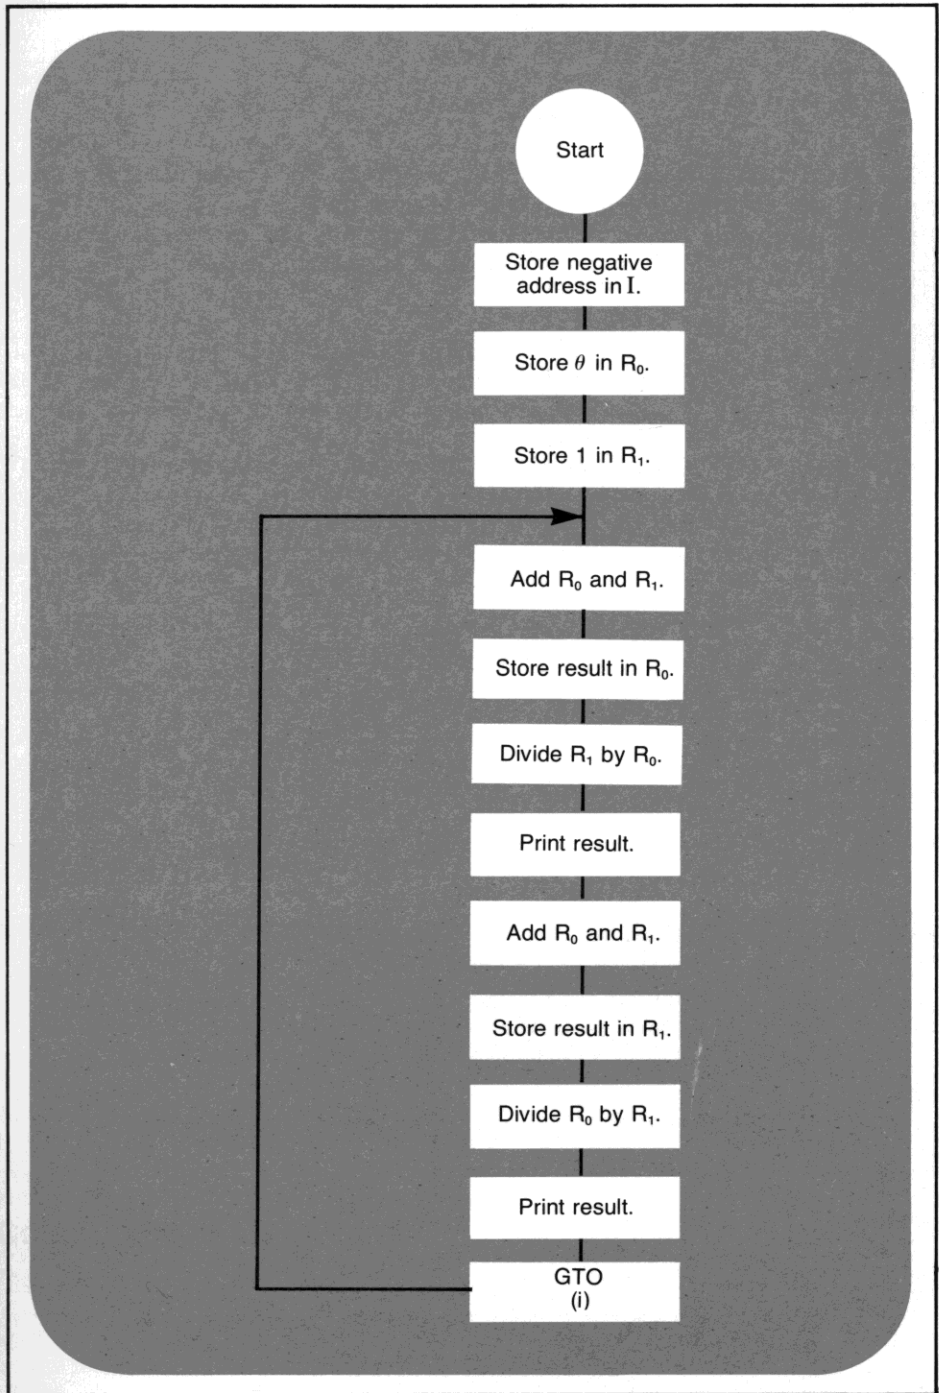 Start
Store negative
address in I.
Store θ in R₀.
Store 1 in R₁.
Add R₀ and R₁.
Store result in R₀.
Divide R₁ by R₀.
Print result.
Add R₀ and R₁.
Store result in R₁.
Divide R₀ by R₁.
Print result.
GTO
(i)